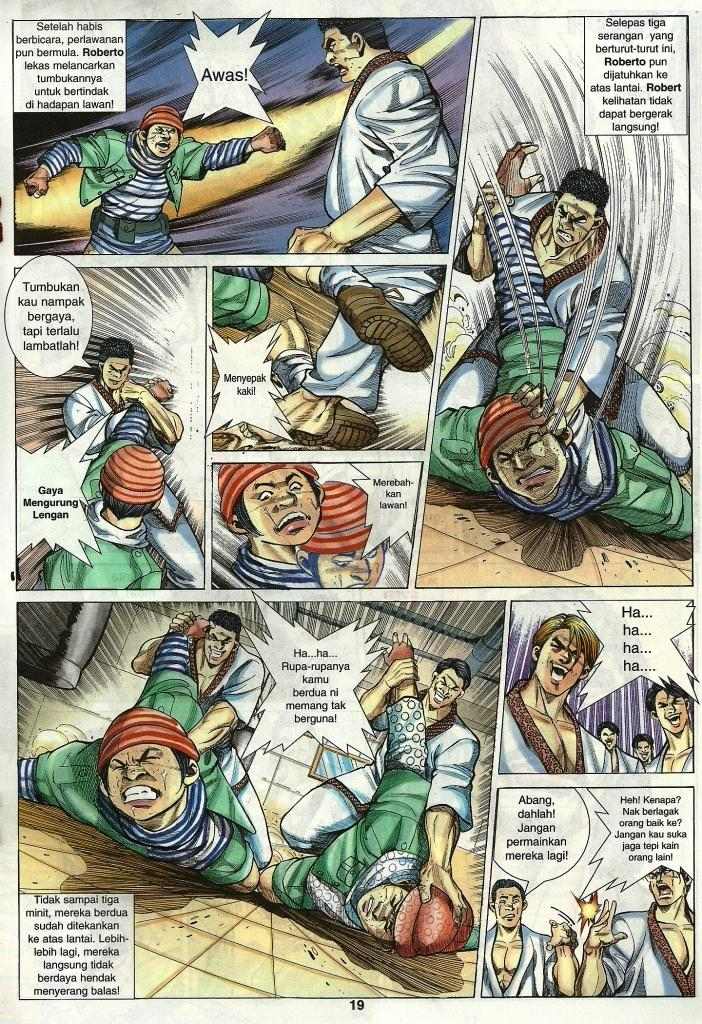 Setelah habis
berbicara, perlawanan
pun bermula. Roberto
lekas melancarkan
tumbukannya
untuk bertindak
di hadapan lawan!
Awas!
Tumbukan
kau nampak
bergaya,
tapi terlalu
lambatlah!
Gaya
Mengurung
Lengan
Menyepak
kaki!
Merebah-
kan
lawan!
Selepas tiga
serangan yang
berturut-turut ini,
Roberto pun
dijatuhkan ke
atas lantai. Robert
kelihatan tidak
dapat bergerak
langsung!
Ha...ha...
Rupa-rupanya
kamu
berdua ni
memang tak
berguna!
Tidak sampai tiga
minit, mereka berdua
sudah ditekankan
ke atas lantai. Lebih-
lebih lagi, mereka
langsung tidak
berdaya hendak
menyerang balas!
Ha...
ha...
ha...
ha....
Abang,
dahlah!
Jangan
permainkan
mereka lagi!
Heh! Kenapa?
Nak berlagak
orang baik ke?
Jangan kau suka
jaga tepi kain
orang lain!
19